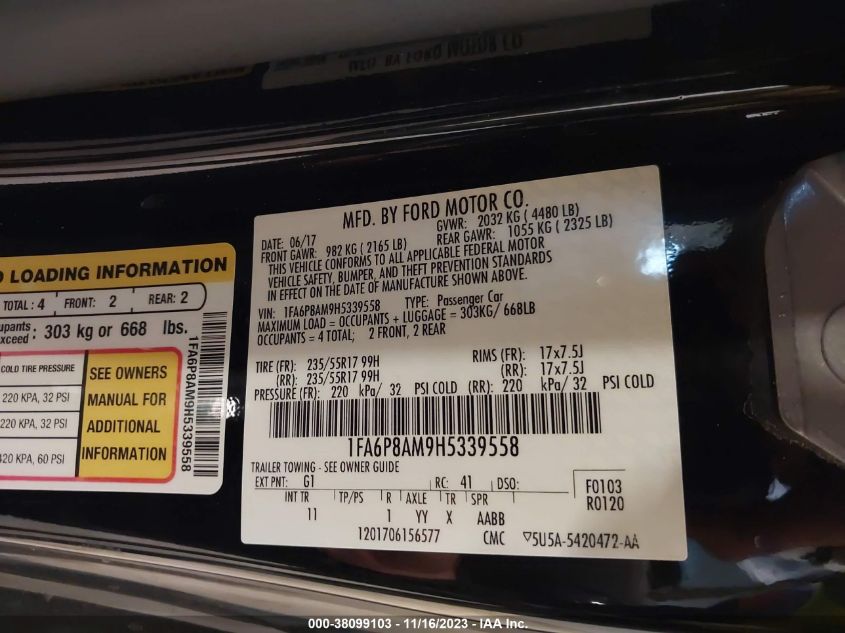 MFD. BY FORD MOTOR CO.
DATE: 06/17 GVWR: 2032 KG ( 4480 LB)
FRONT GAWR: 982 KG ( 2165 LB) REAR GAWR: 1055 KG ( 2325 LB)
THIS VEHICLE CONFORMS TO ALL APPLICABLE FEDERAL MOTOR
VEHICLE SAFETY, BUMPER, AND THEFT PREVENTION STANDARDS
IN EFFECT ON THE DATE OF MANUFACTURE SHOWN ABOVE.
VIN: 1FA6P8AM9H5339558 TYPE: Passenger Car
MAXIMUM LOAD = OCCUPANTS + LUGGAGE = 303KG/ 668LB
OCCUPANTS = 4 TOTAL; 2 FRONT, 2 REAR
TIRE (FR): 235/55R17 99H RIMS (FR): 17x7.5J
(RR): 235/55R17 99H (RR): 17x7.5J
PRESSURE (FR): 220 kPa/ 32 PSI COLD (RR): 220 kPa/ 32 PSI COLD
1FA6P8AM9H5339558
TRAILER TOWING - SEE OWNER GUIDE
EXT PNT: G1 RC: 41 DSO: F0103
R0120
INT TR TP/PS R AXLE TR SPR
11 1 YY X AABB
1201706156577 CMC ▽5U5A-5420472-AA
LOADING INFORMATION
TOTAL : 4 FRONT: 2 REAR: 2
303 kg or 668 lbs.
COLD TIRE PRESSURE
220 KPA, 32 PSI
220 KPA, 32 PSI
420 KPA, 60 PSI
SEE OWNERS
MANUAL FOR
ADDITIONAL
INFORMATION
1FA6P8AM9H5339558
000-38099103 - 11/16/2023 - IAA Inc.